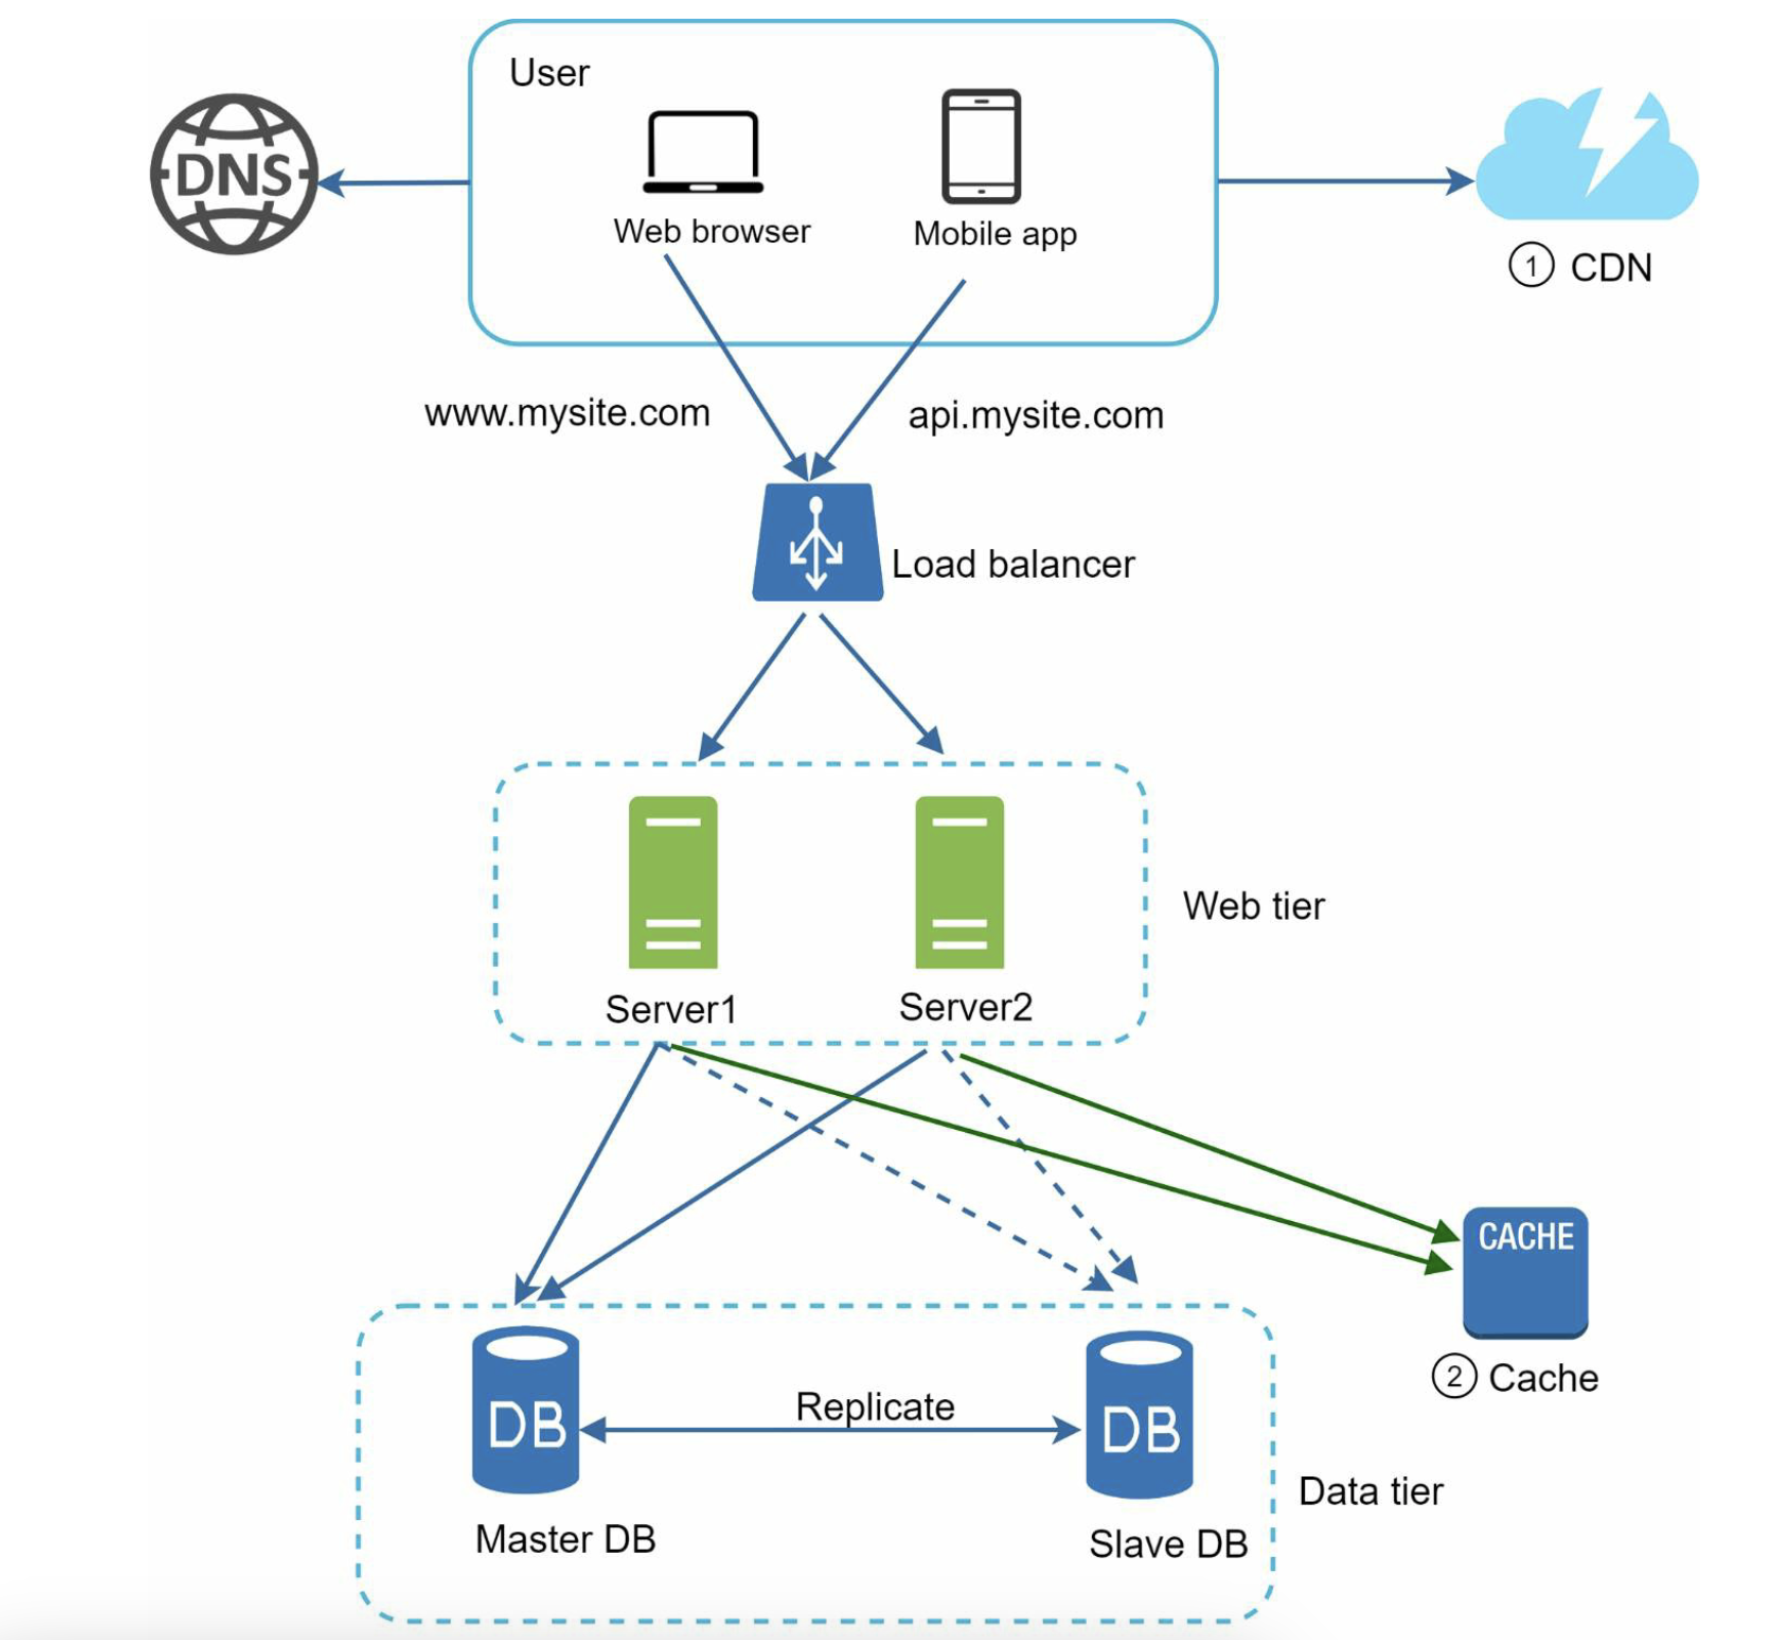 User
DNS
Web browser
Mobile app
① CDN
www.mysite.com
api.mysite.com
Load balancer
Web tier
Server1
Server2
CACHE
② Cache
Replicate
DB
DB
Data tier
Master DB
Slave DB